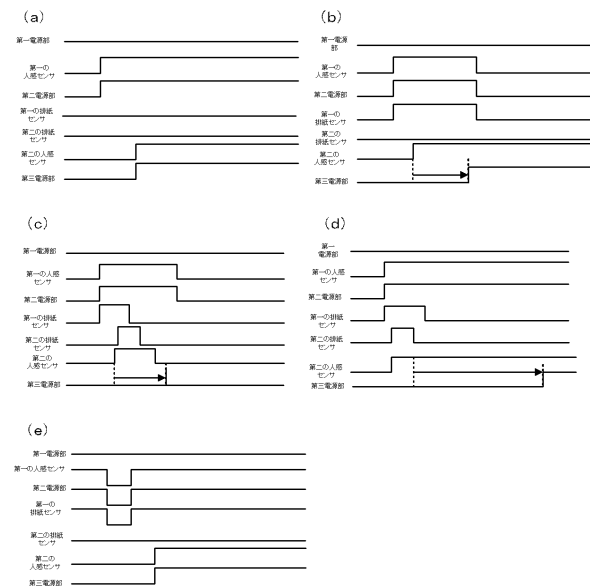 (a)
第一電源部
第一の
人感センサ
第二電源部
第一の排紙
センサ
第二の排紙
センサ
第二の人感
センサ
第三電源部
(b)
第一電源
部
第一の
人感センサ
第二電源部
第一の
排紙センサ
第二の
排紙センサ
第二の
人感センサ
第三電源部
(c)
第一電源部
第一の人感
センサ
第二電源部
第一の排紙
センサ
第二の排紙
センサ
第二の
人感センサ
第三電源部
(d)
第一
電源部
第一の人感
センサ
第二電源部
第一の排紙
センサ
第二の排紙
センサ
第二の人感
センサ
第三電源部
(e)
第一電源部
第一の人感センサ
第二電源部
第一の
排紙センサ
第二の排紙
センサ
第二の
人感センサ
第三電源部